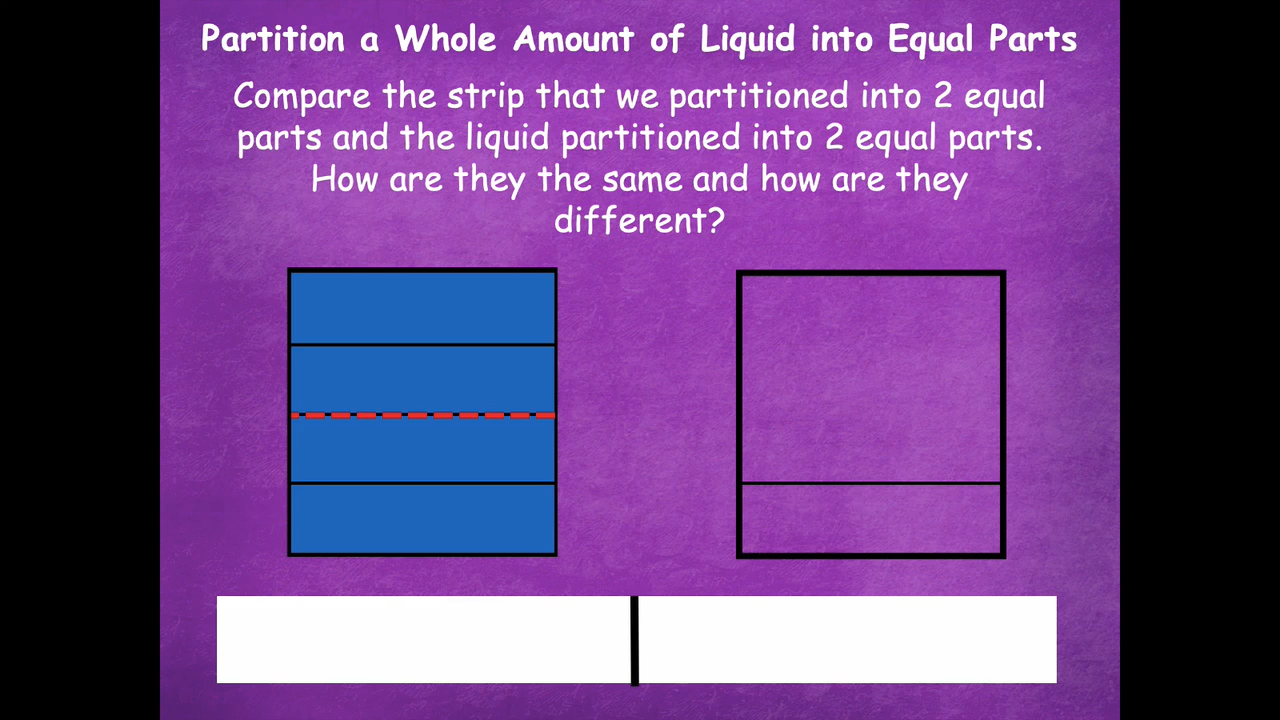 Partition a Whole Amount of Liquid into Equal Parts
Compare the strip that we partitioned into 2 equal
parts and the liquid partitioned into 2 equal parts.
How are they the same and how are they
different?